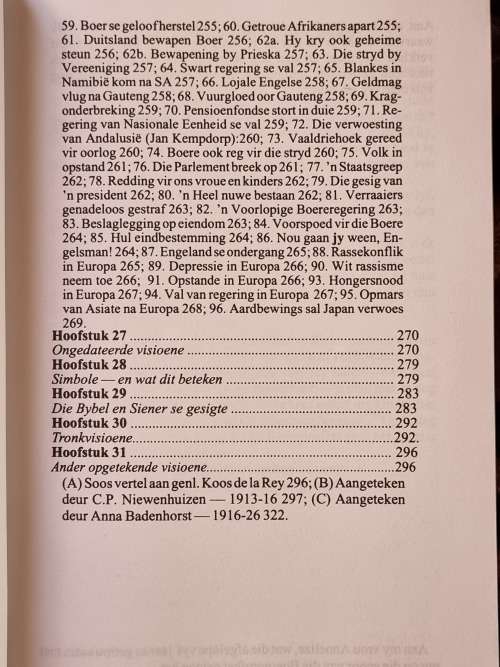 59. Boer se geloof herstel 255; 60. Getroue Afrikaners apart 255;
61. Duitsland bewapen Boer 256; 62a. Hy kry ook geheime
steun 256; 62b. Bewapening by Prieska 257; 63. Die stryd by
Vereeniging 257; 64. Swart regering se val 257; 65. Blankes in
Namibië kom na SA 257; 66. Lojale Engelse 258; 67. Geldmag
vlug na Gauteng 258; 68. Vuurgloed oor Gauteng 258; 69. Krag-
onderbreking 259; 70. Pensioenfondse stort in duie 259; 71. Re-
gering van Nasionale Eenheid se val 259; 72. Die verwoesting
van Andalusië (Jan Kempdorp):260; 73. Vaaldriehoek gereed
vir oorlog 260; 74. Boere ook reg vir die stryd 260; 75. Volk in
opstand 261; 76. Die Parlement breek op 261; 77. 'n Staatsgreep
262; 78. Redding vir ons vroue en kinders 262; 79. Die gesig van
'n president 262; 80. 'n Heel nuwe bestaan 262; 81. Verraaiers
genadeloos gestraf 263; 82. 'n Voorlopige Boereregering 263;
83. Beslaglegging op eiendom 263; 84. Voorspoed vir die Boere
264; 85. Hul eindbestemming 264; 86. Nou gaan jy ween, En-
gelsman! 264; 87. Engeland se ondergang 265; 88. Rassekonflik
in Europa 265; 89. Depressie in Europa 266; 90. Wit rassisme
neem toe 266; 91. Opstande in Europa 266; 93. Hongersnood
in Europa 267; 94. Val van regering in Europa 267; 95. Opmars
van Asiate na Europa 268; 96. Aardbewings sal Japan verwoes
269.
Hoofstuk 27 ........ 270
Ongedateerde visioene ........ 270
Hoofstuk 28 ........ 279
Simbole — en wat dit beteken ........ 279
Hoofstuk 29 ........ 283
Die Bybel en Siener se gesigte ........ 283
Hoofstuk 30 ........ 292
Tronkvisioene ........ 292.
Hoofstuk 31 ........ 296
Ander opgetekende visioene ........ 296
(A) Soos vertel aan genl. Koos de la Rey 296; (B) Aangeteken
deur C.P. Niewenhuizen — 1913-16 297; (C) Aangeteken
deur Anna Badenhorst — 1916-26 322.